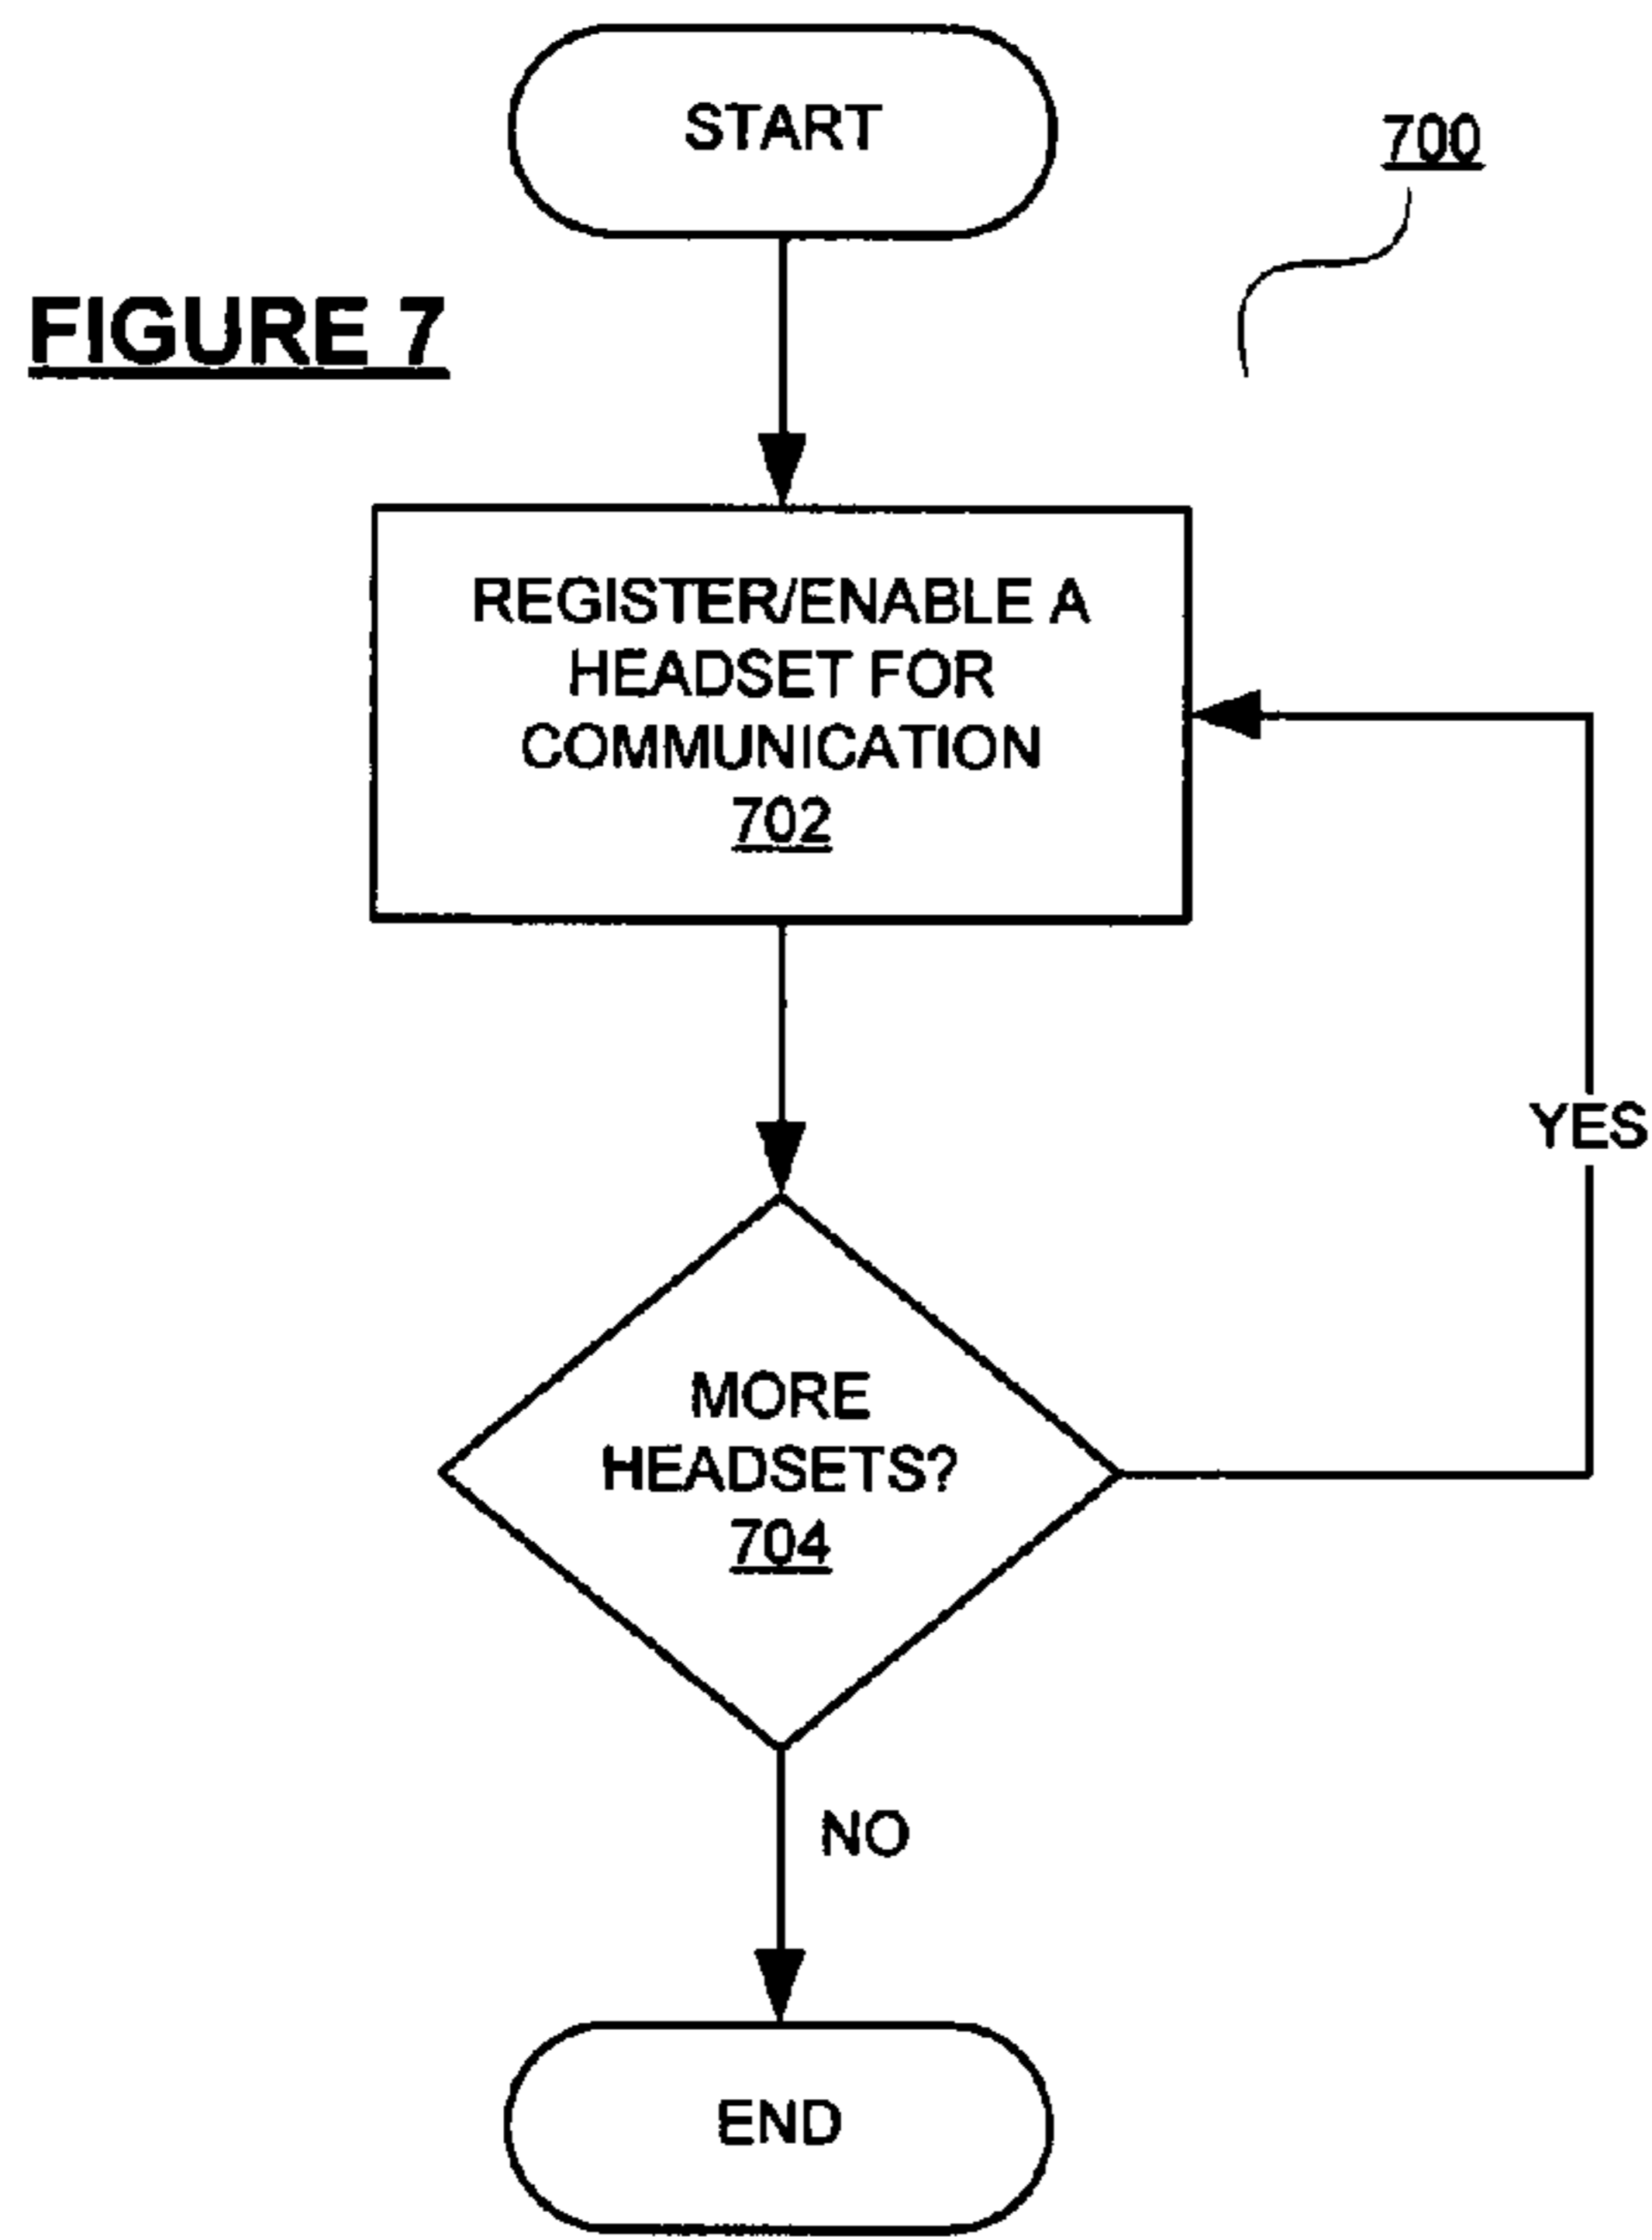 START
700
FIGURE 7
REGISTER/ENABLE A
HEADSET FOR
COMMUNICATION
702
YES
MORE
HEADSETS?
704
NO
END